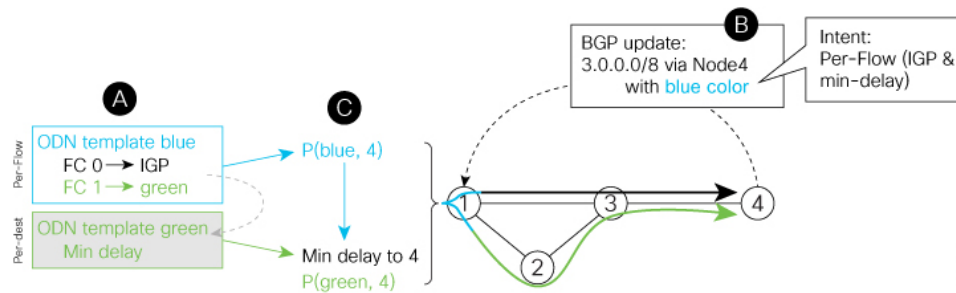 A
Per-Flow
ODN template blue
FC 0 → IGP
FC 1 → green
Per-dest
ODN template green
Min delay
C
P(blue, 4)
Min delay to 4
P(green, 4)
B
BGP update:
3.0.0.0/8 via Node4
with blue color
Intent:
Per-Flow (IGP &
min-delay)
1
3
4
2